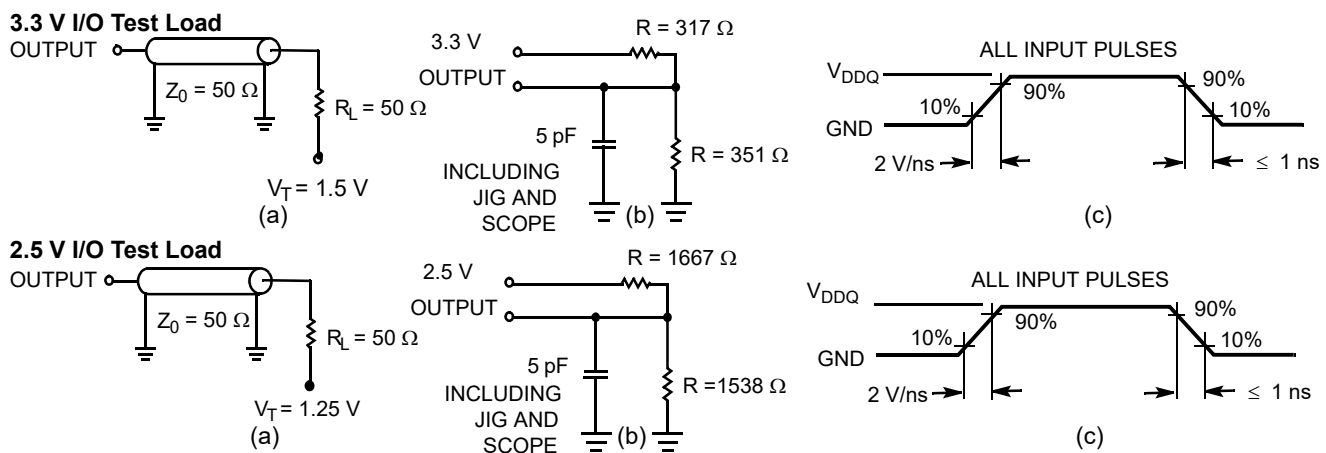 3.3 V I/O Test Load
OUTPUT
Z0 = 50 Ω
RL = 50 Ω
VT = 1.5 V
(a)
3.3 V
OUTPUT
R = 317 Ω
5 pF
R = 351 Ω
INCLUDING
JIG AND
SCOPE
(b)
ALL INPUT PULSES
VDDQ
GND
10%
90%
90%
10%
2 V/ns
≤ 1 ns
(c)
2.5 V I/O Test Load
OUTPUT
Z0 = 50 Ω
RL = 50 Ω
VT = 1.25 V
(a)
2.5 V
OUTPUT
R = 1667 Ω
5 pF
R =1538 Ω
INCLUDING
JIG AND
SCOPE
(b)
ALL INPUT PULSES
VDDQ
GND
10%
90%
90%
10%
2 V/ns
≤ 1 ns
(c)